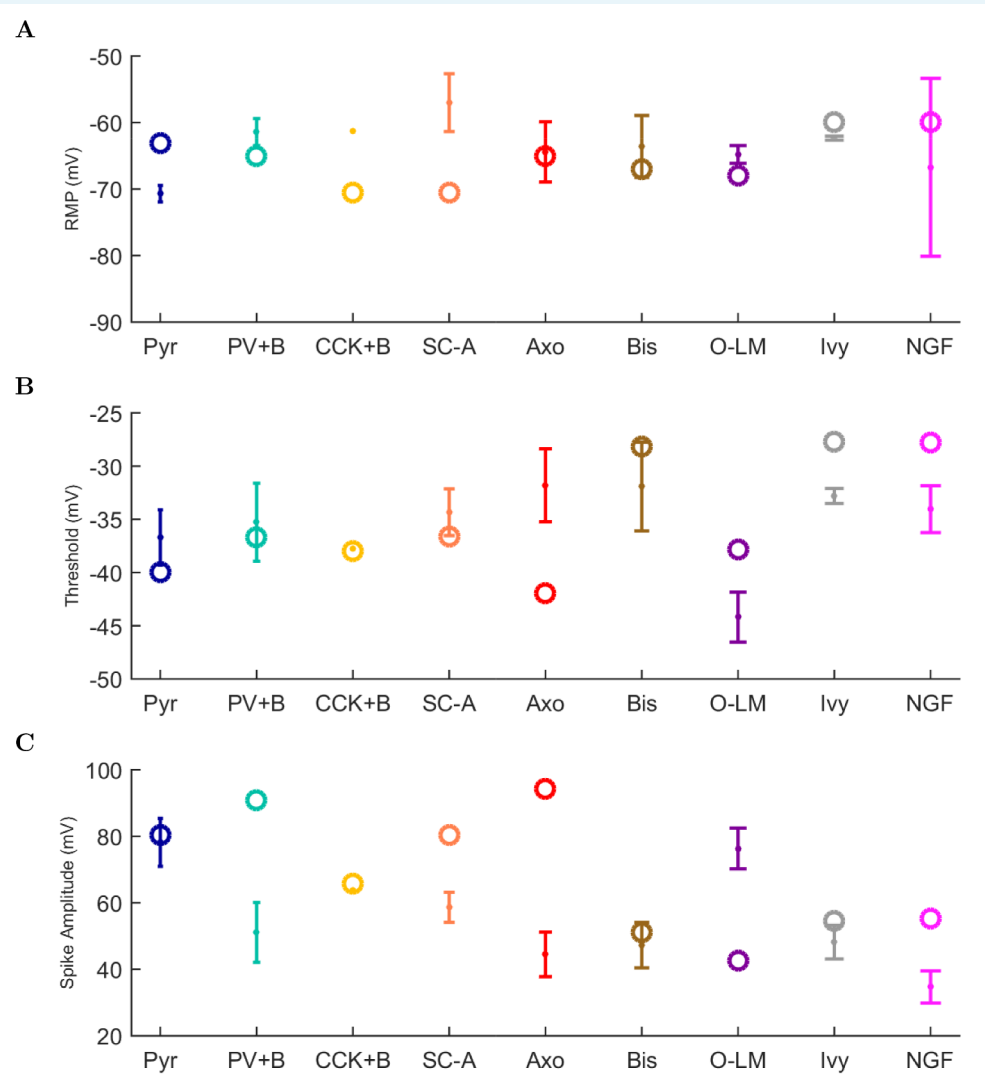 A
-50
-60
-70
-80
-90
RMP (mV)
Pyr PV+B CCK+B SC-A Axo Bis O-LM Ivy NGF
B
-25
-30
-35
-40
-45
-50
Threshold (mV)
Pyr PV+B CCK+B SC-A Axo Bis O-LM Ivy NGF
C
100
80
60
40
20
Spike Amplitude (mV)
Pyr PV+B CCK+B SC-A Axo Bis O-LM Ivy NGF